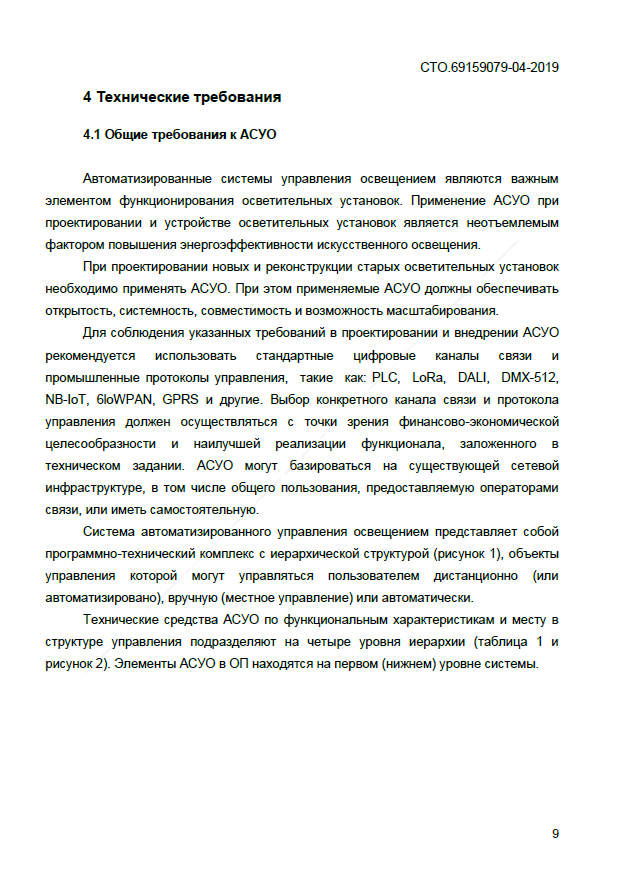 СТО.69159079-04-2019
4 Технические требования
4.1 Общие требования к АСУО
Автоматизированные системы управления освещением являются важным
элементом функционирования осветительных установок. Применение АСУО при
проектировании и устройстве осветительных установок является неотъемлемым
фактором повышения энергоэффективности искусственного освещения.
При проектировании новых и реконструкции старых осветительных установок
необходимо применять АСУО. При этом применяемые АСУО должны обеспечивать
открытость, системность, совместимость и возможность масштабирования.
Для соблюдения указанных требований в проектировании и внедрении АСУО
рекомендуется использовать стандартные цифровые каналы связи и
промышленные протоколы управления, такие как: PLC, LoRa, DALI, DMX-512,
NB-IoT, 6loWPAN, GPRS и другие. Выбор конкретного канала связи и протокола
управления должен осуществляться с точки зрения финансово-экономической
целесообразности и наилучшей реализации функционала, заложенного в
техническом задании. АСУО могут базироваться на существующей сетевой
инфраструктуре, в том числе общего пользования, предоставляемую операторами
связи, или иметь самостоятельную.
Система автоматизированного управления освещением представляет собой
программно-технический комплекс с иерархической структурой (рисунок 1), объекты
управления которой могут управляться пользователем дистанционно (или
автоматизировано), вручную (местное управление) или автоматически.
Технические средства АСУО по функциональным характеристикам и месту в
структуре управления подразделяют на четыре уровня иерархии (таблица 1 и
рисунок 2). Элементы АСУО в ОП находятся на первом (нижнем) уровне системы.
9